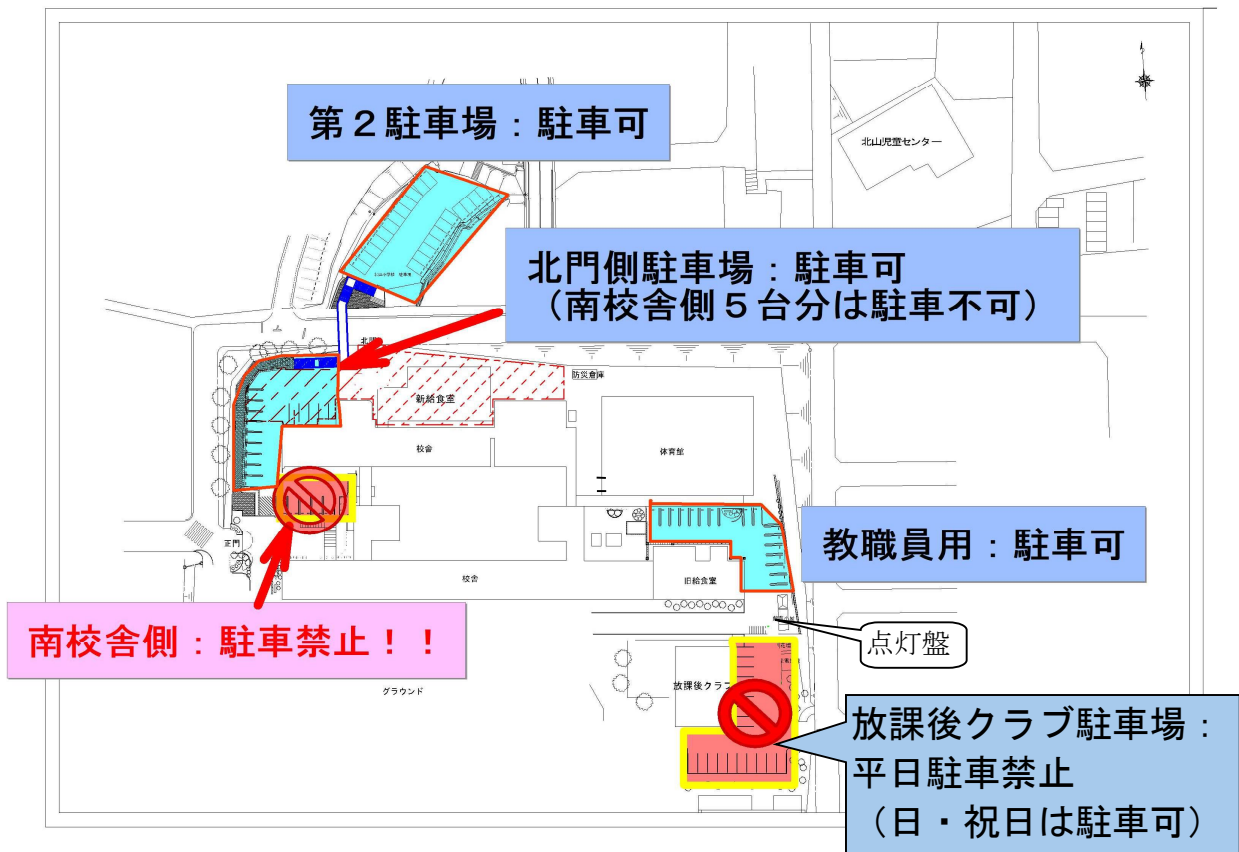 第２駐車場：駐車可
北山児童センター
北門側駐車場：駐車可
（南校舎側５台分は駐車不可）
防災倉庫
新給食室
校舎
体育館
教職員用：駐車可
正門
校舎
旧給食室
南校舎側：駐車禁止！！
点灯盤
放課後クラブ
グラウンド
放課後クラブ駐車場：
平日駐車禁止
（日・祝日は駐車可）